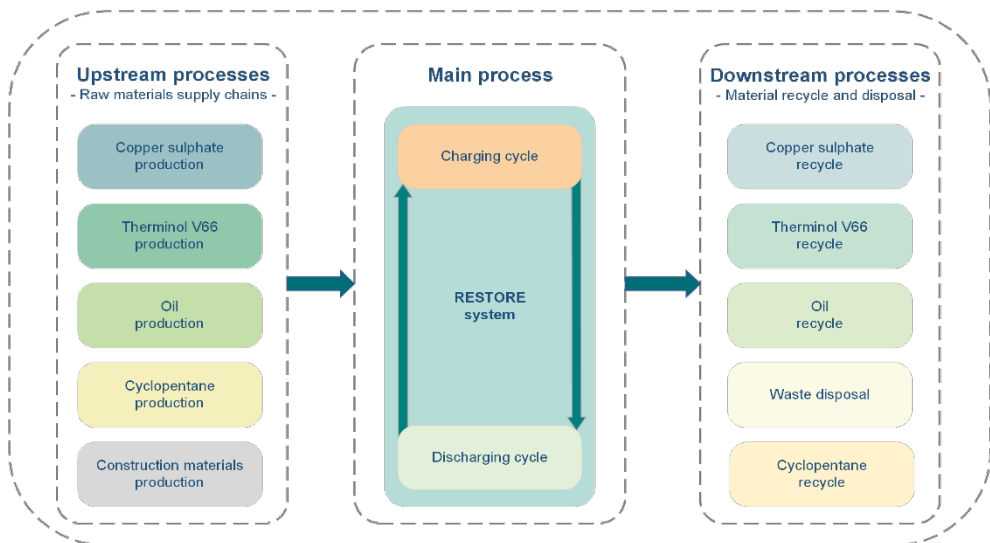 Upstream processes
- Raw materials supply chains -
Copper sulphate
production
Therminol V66
production
Oil
production
Cyclopentane
production
Construction materials
production
Main process
Charging cycle
RESTORE
system
Discharging cycle
Downstream processes
- Material recycle and disposal -
Copper sulphate
recycle
Therminol V66
recycle
Oil
recycle
Waste disposal
Cyclopentane
recycle